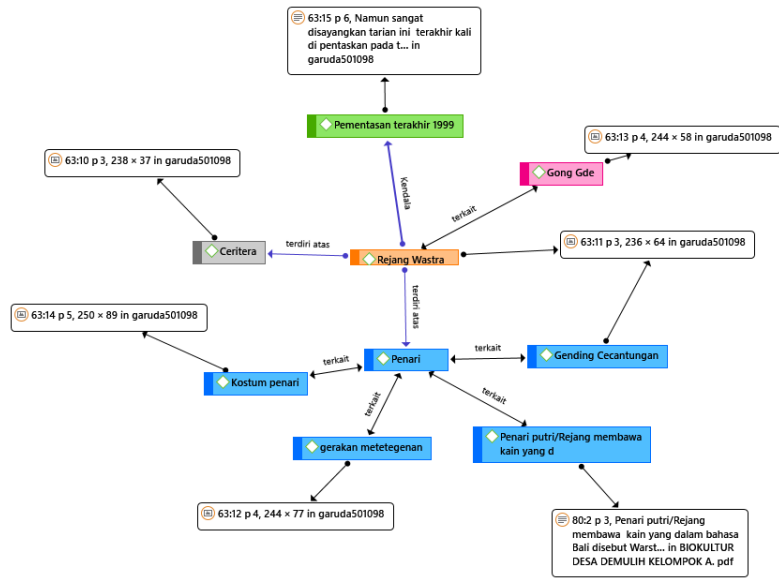 63:15 p 6, Namun sangat
disayangkan tarian ini terakhir kali
di pentaskan pada t... in
garuda501098
Pementasan terakhir 1999
63:13 p 4, 244 × 58 in garuda501098
63:10 p 3, 238 × 37 in garuda501098
Gong Gde
Kendala
terkait
63:11 p 3, 236 × 64 in garuda501098
Ceritera
terdiri atas
Rejang Wastra
terdiri atas
63:14 p 5, 250 × 89 in garuda501098
Penari
terkait
Gending Cecantungan
terkait
Kostum penari
terkait
terkait
gerakan metetegenan
Penari putri/Rejang membawa
kain yang d
63:12 p 4, 244 × 77 in garuda501098
80:2 p 3, Penari putri/Rejang
membawa kain yang dalam bahasa
Bali disebut Warst... in BIOKULTUR
DESA DEMULIH KELOMPOK A. pdf